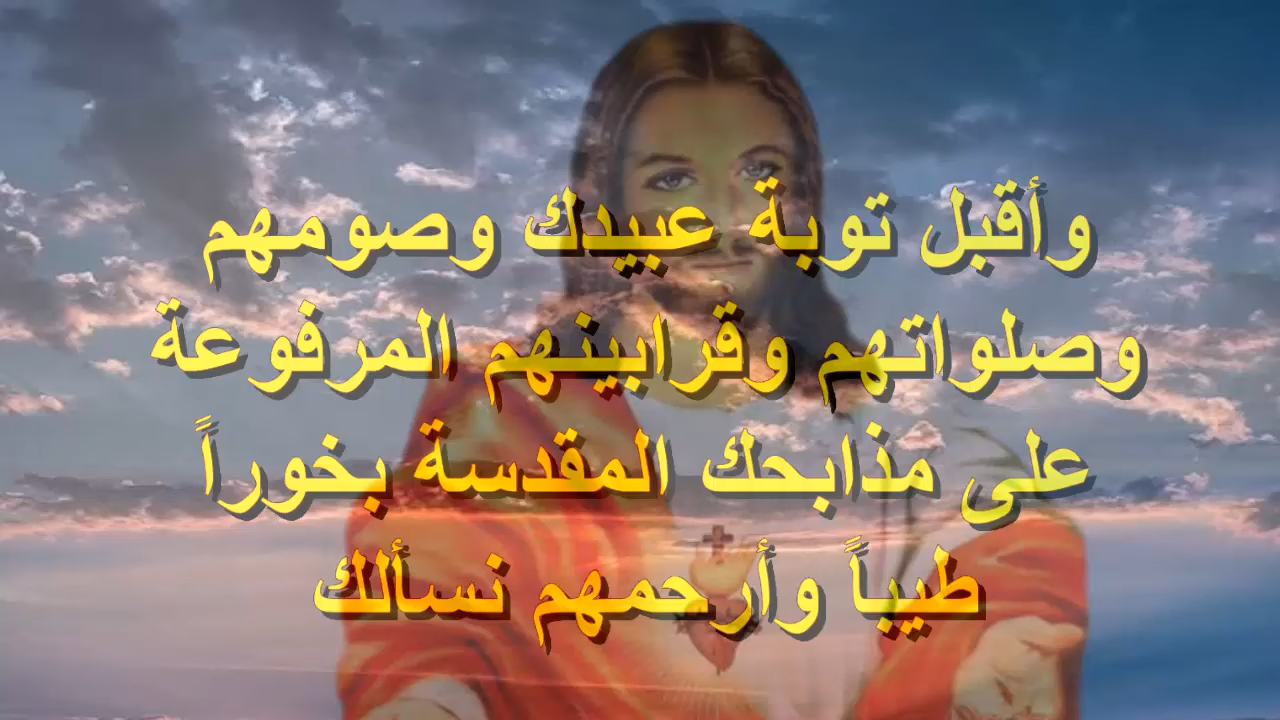 وأقبل توبة عبيدك وصومهم
وصلواتهم وقرابينهم المرفوعة
على مذابحك المقدسة بخوراً
طيباً وأرحمهم نسألك